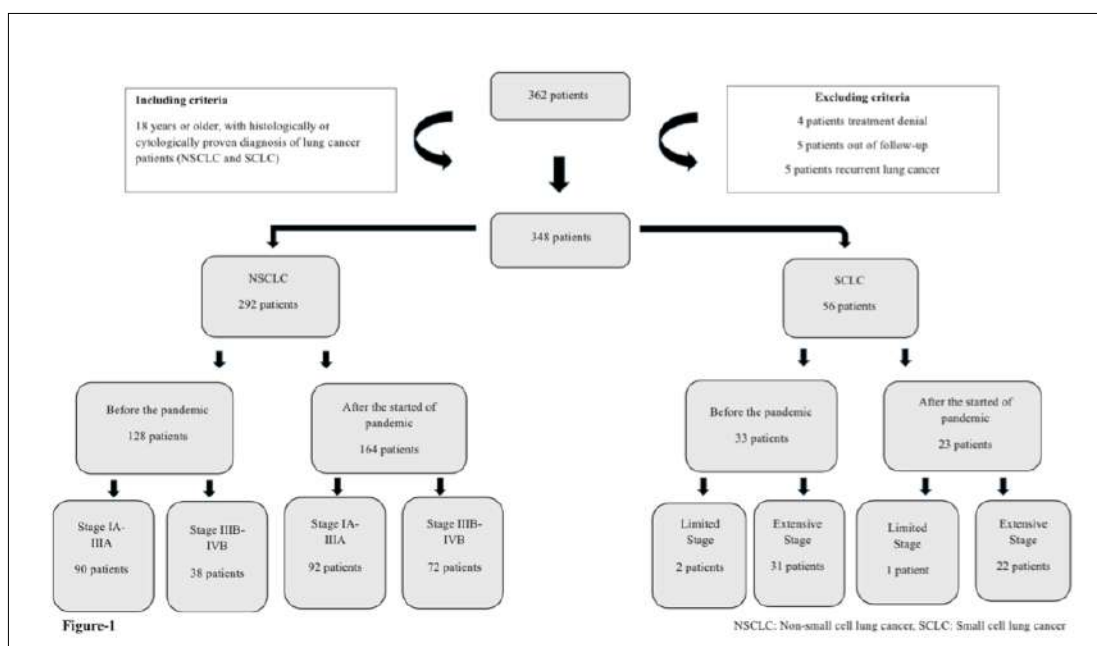 362 patients
Including criteria
18 years or older, with histologically or
cytologically proven diagnosis of lung cancer
patients (NSCLC and SCLC)
Excluding criteria
4 patients treatment denial
5 patients out of follow-up
5 patients recurrent lung cancer
348 patients
NSCLC
292 patients
SCLC
56 patients
Before the pandemic
128 patients
After the started of
pandemic
164 patients
Before the pandemic
33 patients
After the started of
pandemic
23 patients
Stage IA-
IIIA
90 patients
Stage IIIB-
IVB
38 patients
Stage IA-
IIIA
92 patients
Stage IIIB-
IVB
72 patients
Limited
Stage
2 patients
Extensive
Stage
31 patients
Limited
Stage
1 patient
Extensive
Stage
22 patients
Figure-1
NSCLC: Non-small cell lung cancer, SCLC: Small cell lung cancer